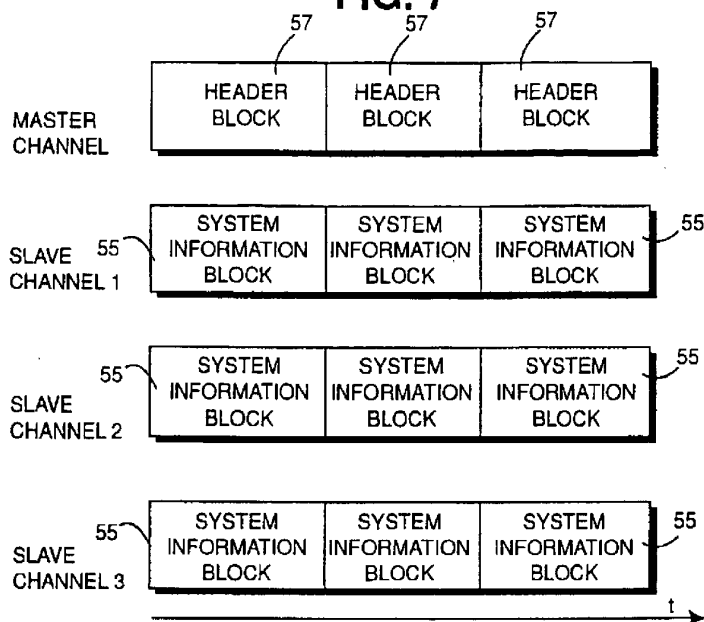 FIG. 7
57 57 57
HEADER HEADER HEADER
BLOCK BLOCK BLOCK
MASTER
CHANNEL
SYSTEM SYSTEM SYSTEM
55 INFORMATION INFORMATION INFORMATION 55
BLOCK BLOCK BLOCK
SLAVE
CHANNEL 1
SYSTEM SYSTEM SYSTEM
55 INFORMATION INFORMATION INFORMATION 55
BLOCK BLOCK BLOCK
SLAVE
CHANNEL 2
SYSTEM SYSTEM SYSTEM
55 INFORMATION INFORMATION INFORMATION 55
BLOCK BLOCK BLOCK
SLAVE
CHANNEL 3
t